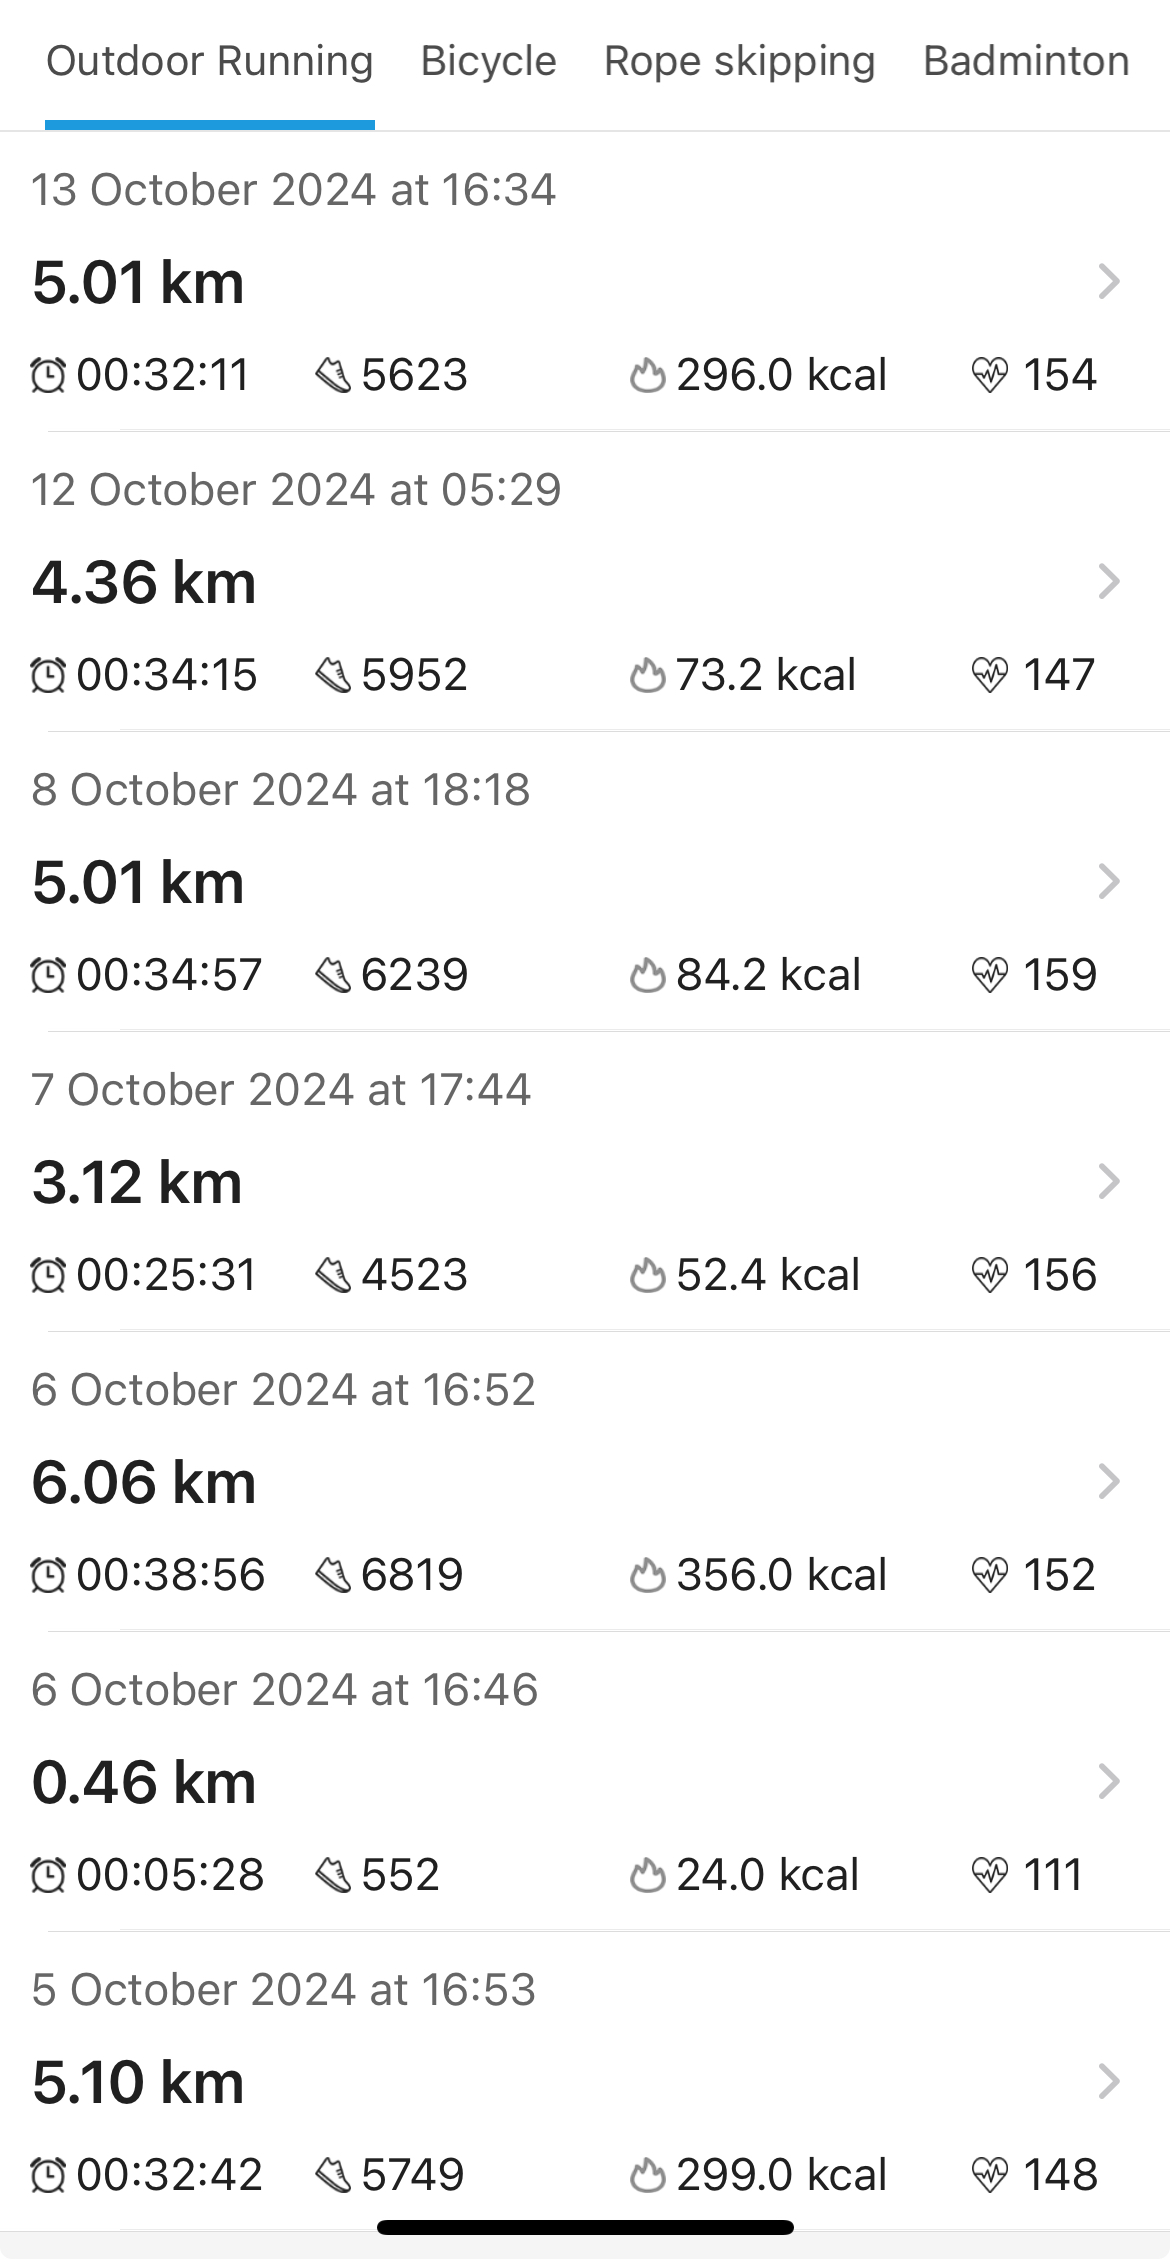 Outdoor Running Bicycle Rope skipping Badminton
13 October 2024 at 16:34
5.01 km
00:32:11 5623 296.0 kcal 154
12 October 2024 at 05:29
4.36 km
00:34:15 5952 73.2 kcal 147
8 October 2024 at 18:18
5.01 km
00:34:57 6239 84.2 kcal 159
7 October 2024 at 17:44
3.12 km
00:25:31 4523 52.4 kcal 156
6 October 2024 at 16:52
6.06 km
00:38:56 6819 356.0 kcal 152
6 October 2024 at 16:46
0.46 km
00:05:28 552 24.0 kcal 111
5 October 2024 at 16:53
5.10 km
00:32:42 5749 299.0 kcal 148